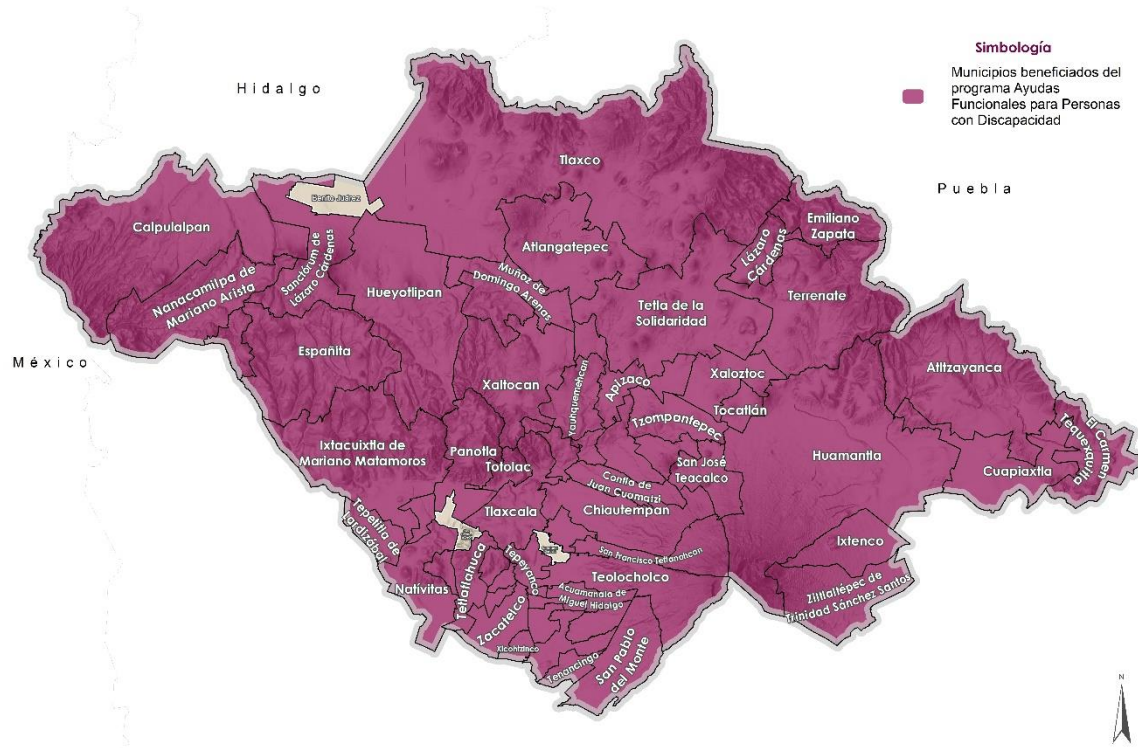 Simbología
Municipios beneficiados del
programa Ayudas
Funcionales para Personas
con Discapacidad
Hidalgo
Puebla
México
Tlaxco
Benito Juárez
Calpulalpan
Emiliano
Zapata
Atlangatepec
Lázaro
Cárdenas
Sanctórum de
Lázaro Cárdenas
Nanacamilpa de
Mariano Arista
Hueyotlipan
Muñoz de
Domingo Arenas
Terrenate
Tetla de la
Solidaridad
Españita
Atltzayanca
Xaltocan
Yauhquemehcan
Apizaco
Xaloztoc
Tocatlán
Tzompantepec
El Carmen
Tequexquitla
Ixtacuixtla de
Mariano Matamoros
Panotla
Totolac
San José
Teacalco
Huamantla
Cuapiaxtla
Contla de
Juan Cuamatzi
Tlaxcala
Chiautempan
Tepetitla de
Lardizábal
Ixtenco
San Francisco Tetlanohcan
Teolocholco
Tetlatlahuca
Tepeyanco
Nativitas
Acuamanala de
Miguel Hidalgo
Ziltlaltépec de
Trinidad Sánchez Santos
Zacatelco
Xicohtzinco
Tenancingo
San Pablo
del Monte
N